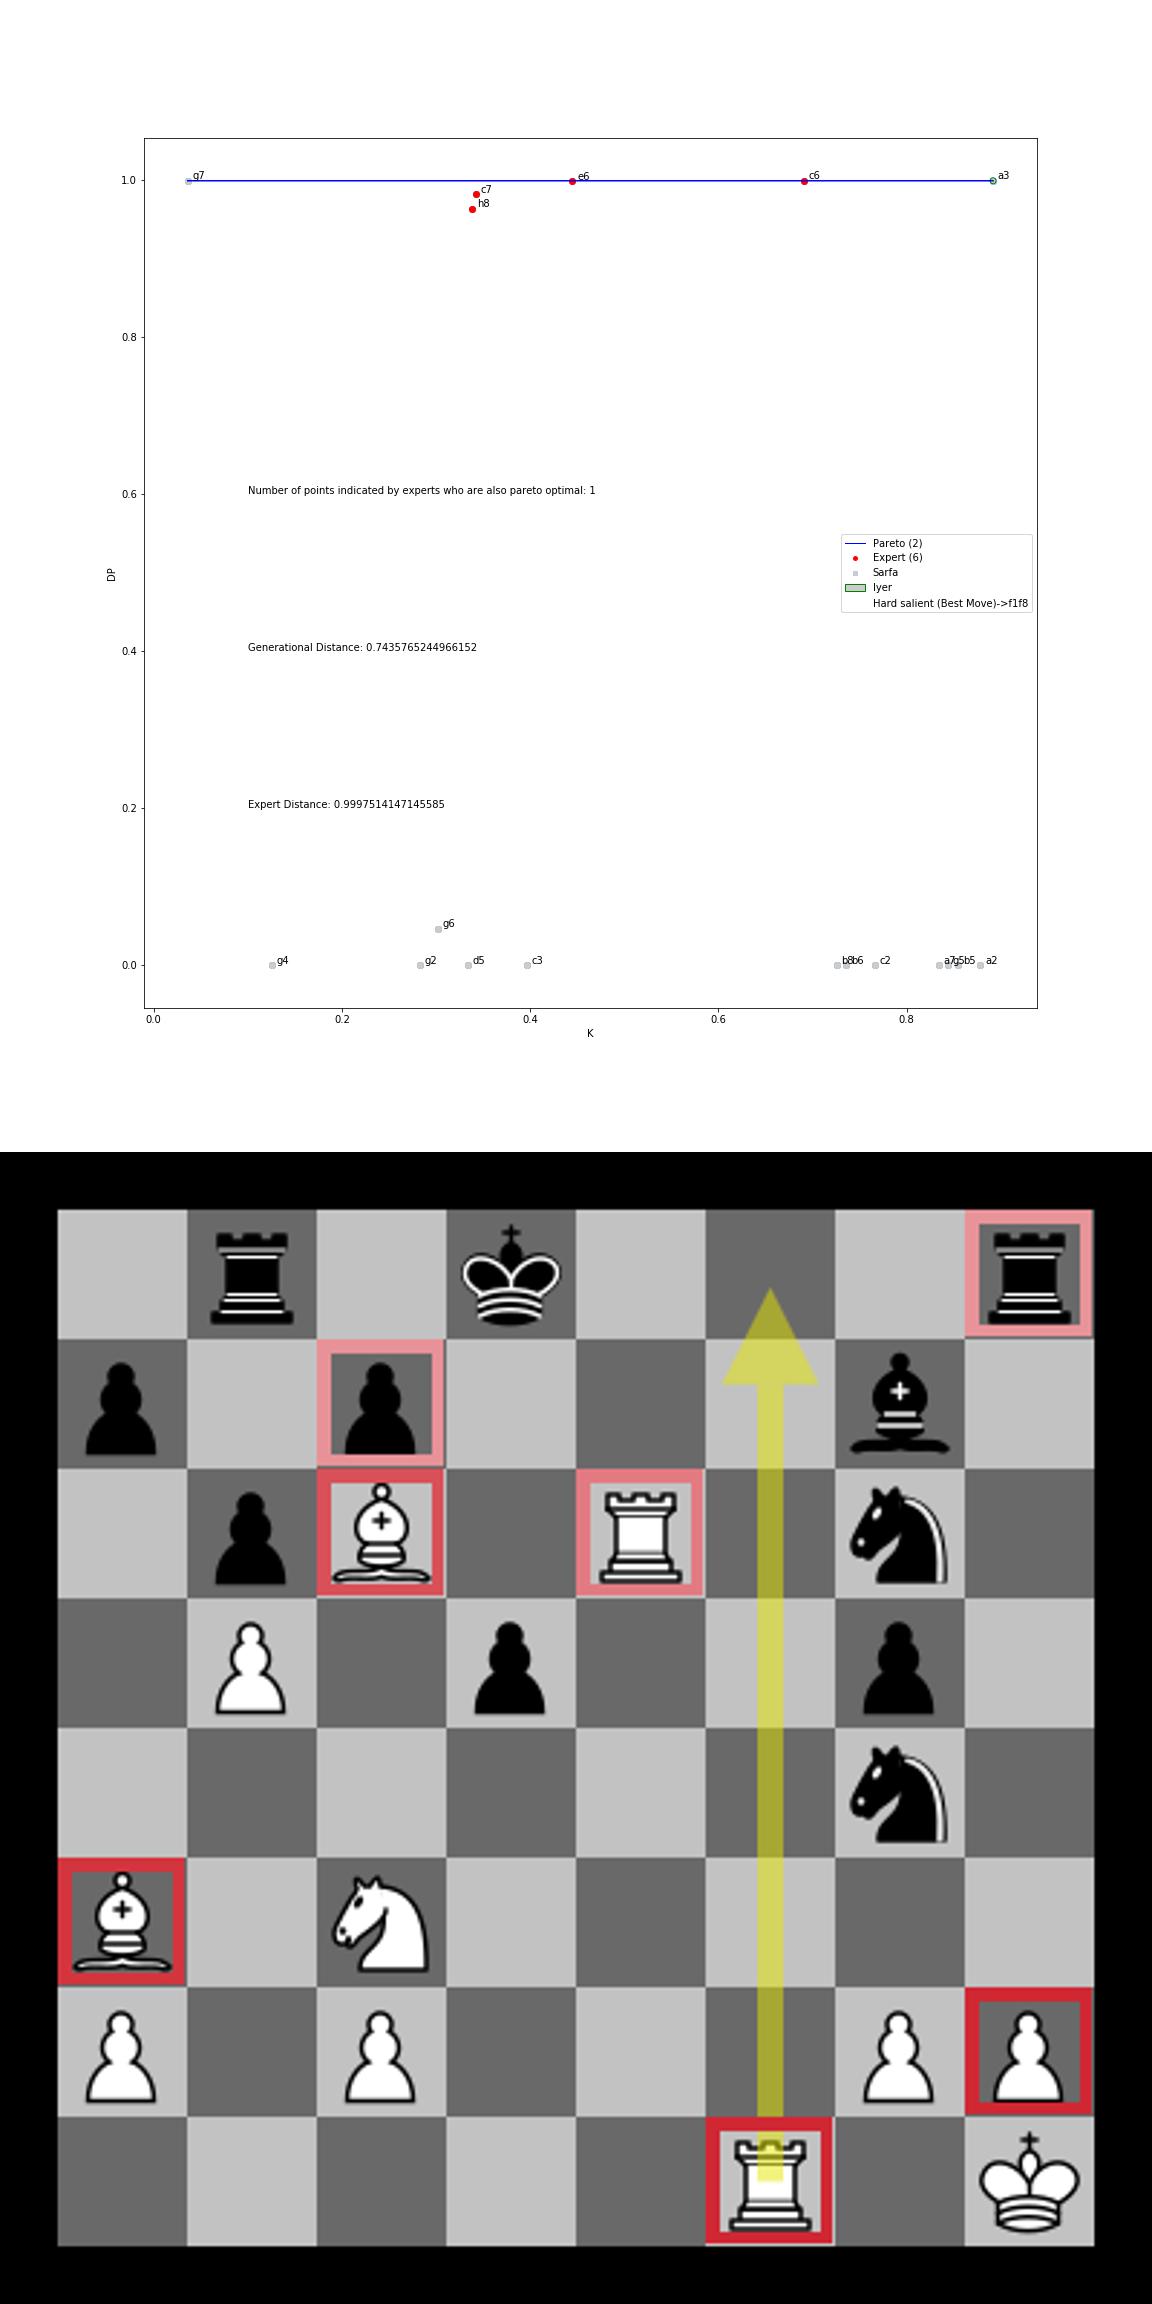 1.0
g7
e6
c6
a3
c7
h8
0.8
0.6
Number of points indicated by experts who are also pareto optimal: 1
Pareto (2)
Expert (6)
Sarfa
Iyer
Hard salient (Best Move)->f1f8
DP
0.4
Generational Distance: 0.7435765244966152
0.2
Expert Distance: 0.9997514147145585
g6
0.0
g4
g2
d5
c3
b8
b6
c2
a7
g5
b5
a2
0.0
0.2
0.4
0.6
0.8
K